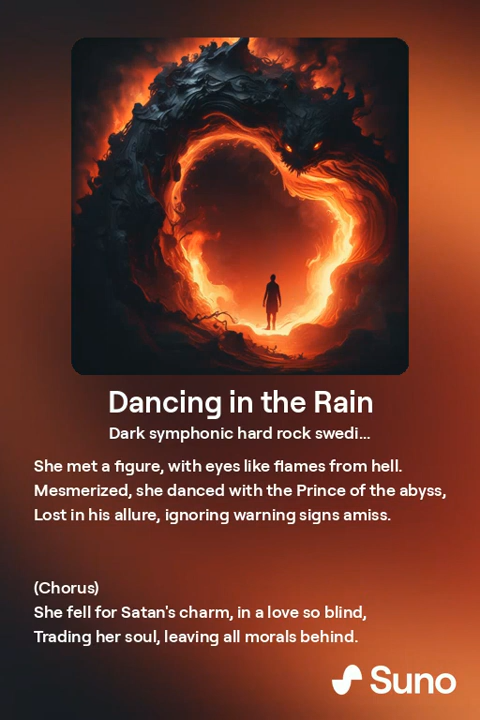 Dancing in the Rain
Dark symphonic hard rock swedi...
She met a figure, with eyes like flames from hell.
Mesmerized, she danced with the Prince of the abyss,
Lost in his allure, ignoring warning signs amiss.
(Chorus)
She fell for Satan's charm, in a love so blind,
Trading her soul, leaving all morals behind.
Suno